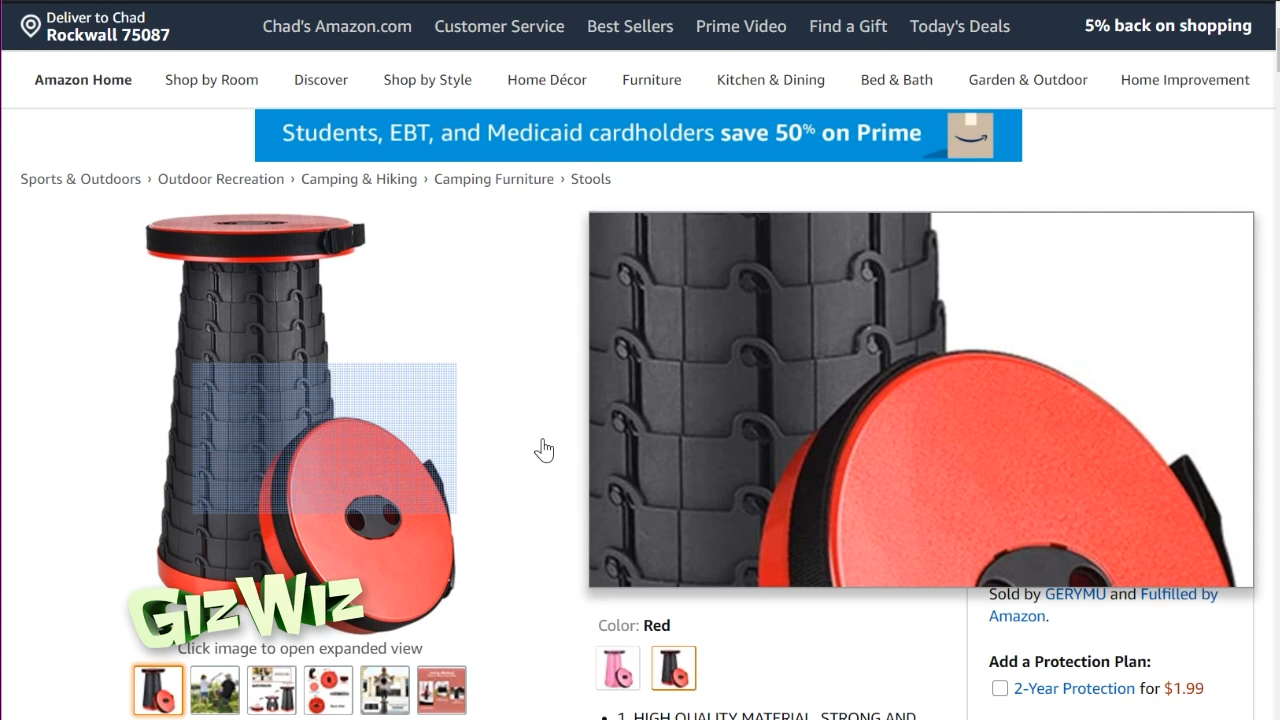 Deliver to Chad
Rockwall 75087
Chad's Amazon.com Customer Service Best Sellers Prime Video Find a Gift Today's Deals
5% back on shopping
Amazon Home Shop by Room Discover Shop by Style Home Décor Furniture Kitchen & Dining Bed & Bath Garden & Outdoor Home Improvement
Students, EBT, and Medicaid cardholders save 50% on Prime
Sports & Outdoors › Outdoor Recreation › Camping & Hiking › Camping Furniture › Stools
GizWiz
Click image to open expanded view
Color: Red
1. HIGH QUALITY MATERIAL, STRONG AND
Sold by GERYMU and Fulfilled by
Amazon.
Add a Protection Plan:
2-Year Protection for $1.99